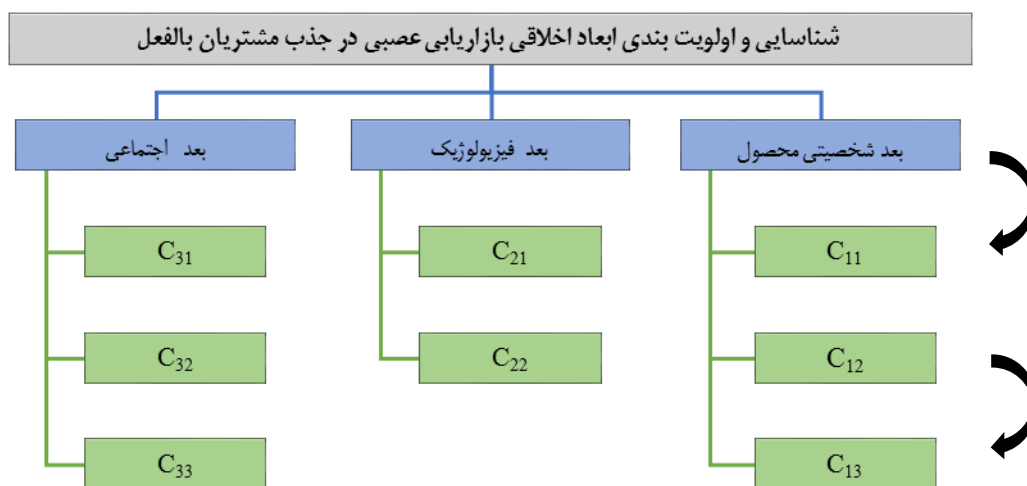 شناسایی و اولویت بندی ابعاد اخلاقی بازاریابی عصبی در جذب مشتریان بالفعل
بعد شخصیتی محصول
بعد فیزیولوژیک
بعد اجتماعی
C11
C21
C31
C12
C22
C32
C13
C33